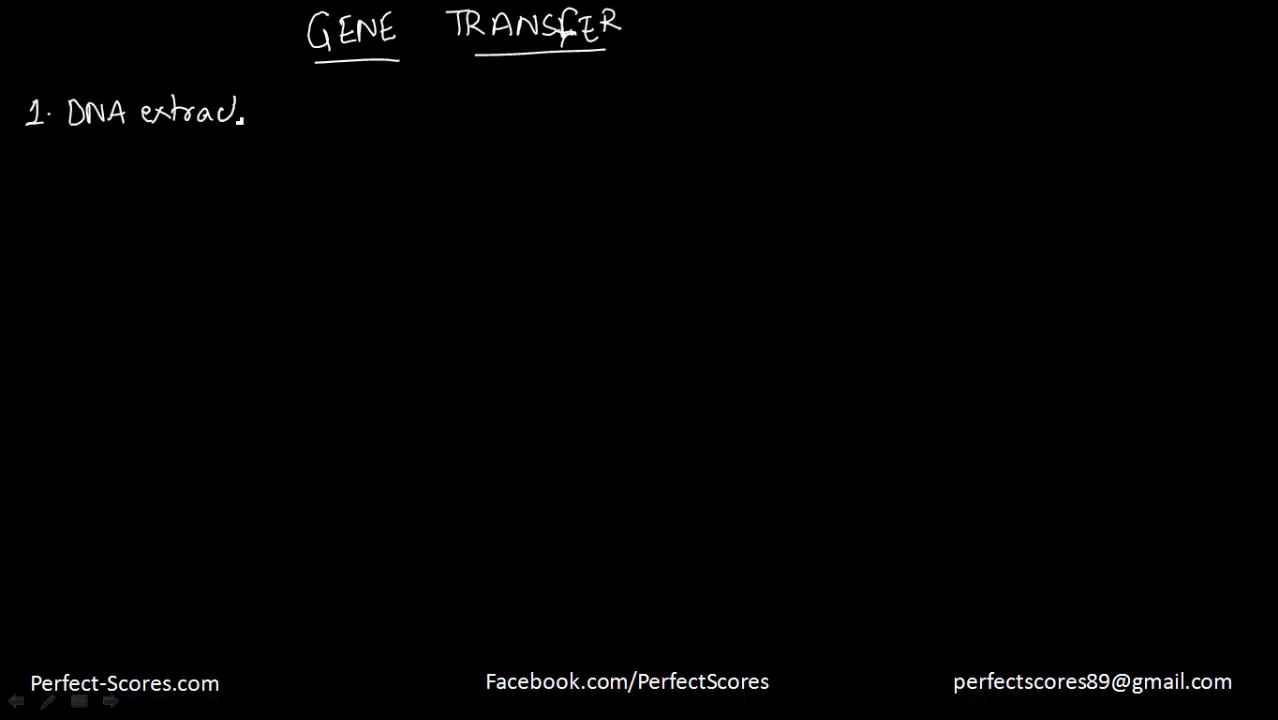 GENE TRANSFER
1. DNA extrac
Perfect-Scores.com
Facebook.com/PerfectScores
perfectscores89@gmail.com